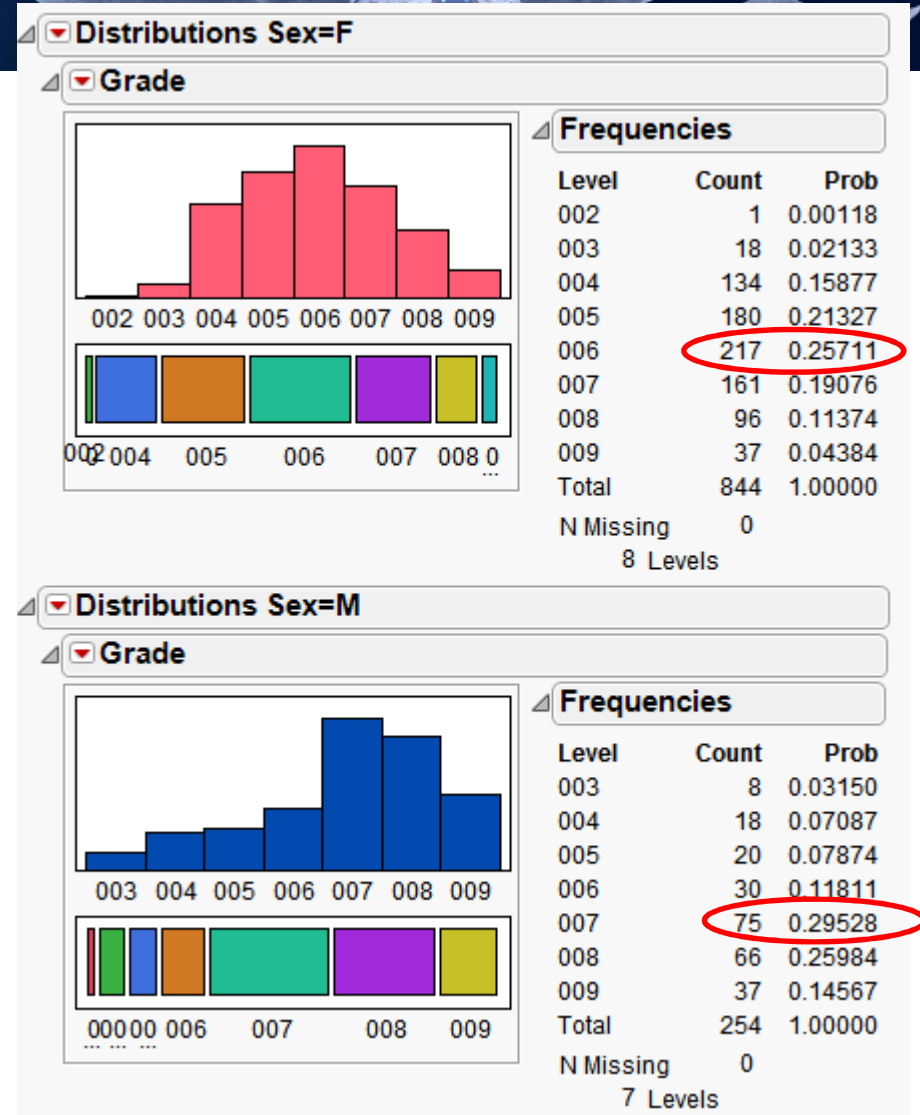 Distributions Sex=F
Grade
002 003 004 005 006 007 008 009
002 0 004 005 006 007 008 0
...
Frequencies
Level Count Prob
002 1 0.00118
003 18 0.02133
004 134 0.15877
005 180 0.21327
006 217 0.25711
007 161 0.19076
008 96 0.11374
009 37 0.04384
Total 844 1.00000
N Missing 0
8 Levels
Distributions Sex=M
Grade
003 004 005 006 007 008 009
00000 006 007 008 009
... ... ...
Frequencies
Level Count Prob
003 8 0.03150
004 18 0.07087
005 20 0.07874
006 30 0.11811
007 75 0.29528
008 66 0.25984
009 37 0.14567
Total 254 1.00000
N Missing 0
7 Levels